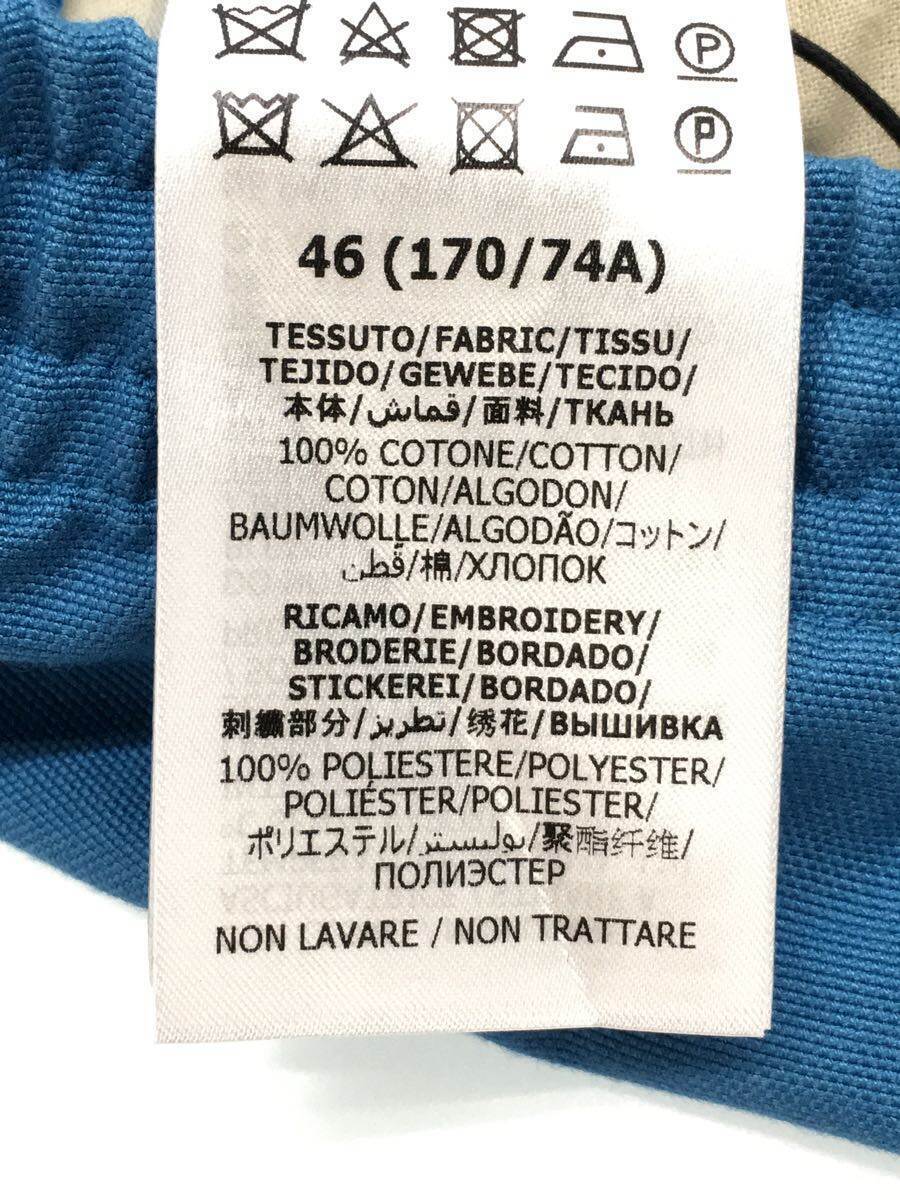 P
P
46 (170/74A)
TESSUTO/FABRIC/TISSU/
TEJIDO/GEWEBE/TECIDO/
本体/قماش/面料/ТКАНЬ
100% COTONE/COTTON/
COTON/ALGODON/
BAUMWOLLE/ALGODÃO/コットン/
قُطن/棉/ХЛОПОК
RICAMO/EMBROIDERY/
BRODERIE/BORDADO/
STICKEREI/BORDADO/
刺繍部分/تطريز/绣花/ВЫШИВКА
100% POLIESTERE/POLYESTER/
POLIÉSTER/POLIESTER/
ポリエステル/بوليستر/聚酯纤维/
ПОЛИЭСТЕР
NON LAVARE / NON TRATTARE